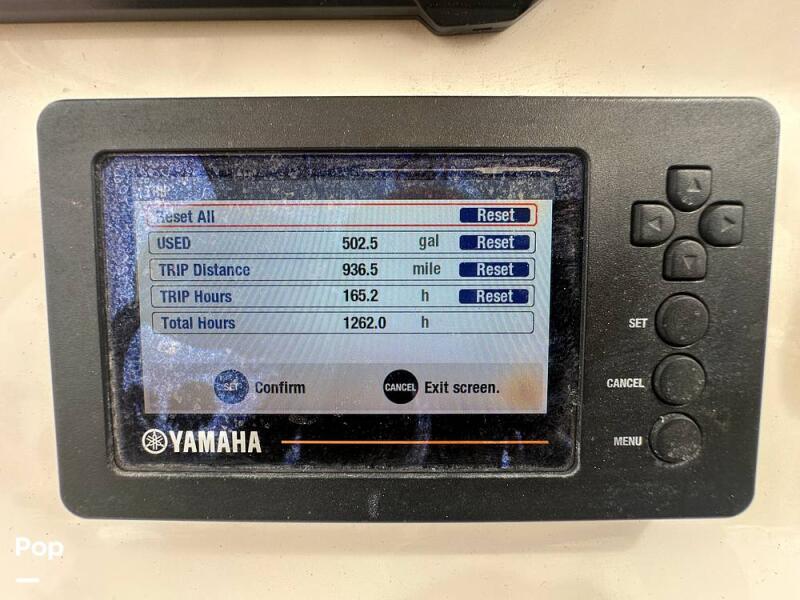 Reset All Reset
USED 502.5 gal Reset
TRIP Distance 936.5 mile Reset
TRIP Hours 165.2 h Reset
Total Hours 1262.0 h
SET Confirm CANCEL Exit screen.
YAMAHA
SET
CANCEL
MENU
Pop